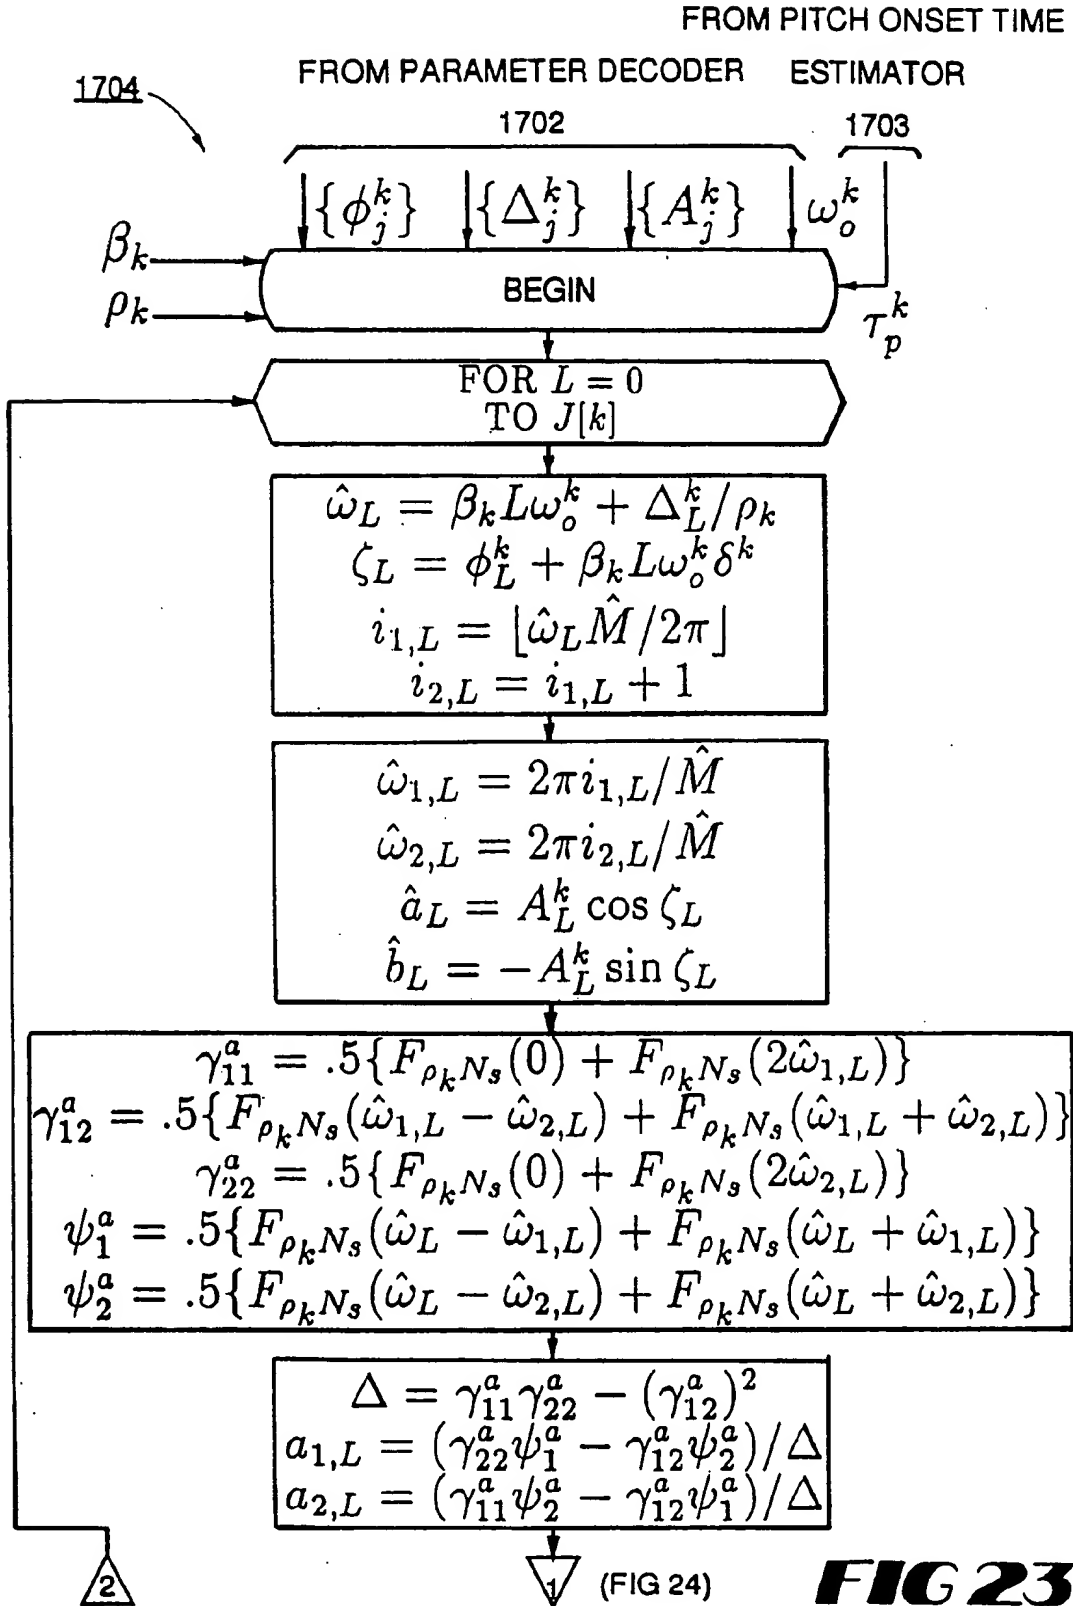 FROM PITCH ONSET TIME
FROM PARAMETER DECODER ESTIMATOR
1704
1702 1703
{ϕ_j^k} {Δ_j^k} {A_j^k} ω_o^k
β_k
BEGIN
ρ_k
τ_p^k
FOR L = 0
TO J[k]
ω̂_L = β_k Lω_o^k + Δ_L^k/ρ_k
ζ_L = ϕ_L^k + β_k Lω_o^k δ^k
i_{1,L} = ⌊ω̂_L M̂/2π⌋
i_{2,L} = i_{1,L} + 1
ω̂_{1,L} = 2πi_{1,L}/M̂
ω̂_{2,L} = 2πi_{2,L}/M̂
â_L = A_L^k cos ζ_L
b̂_L = −A_L^k sin ζ_L
γ_{11}^a = .5{F_{ρ_k N_s}(0) + F_{ρ_k N_s}(2ω̂_{1,L})}
γ_{12}^a = .5{F_{ρ_k N_s}(ω̂_{1,L} − ω̂_{2,L}) + F_{ρ_k N_s}(ω̂_{1,L} + ω̂_{2,L})}
γ_{22}^a = .5{F_{ρ_k N_s}(0) + F_{ρ_k N_s}(2ω̂_{2,L})}
ψ_1^a = .5{F_{ρ_k N_s}(ω̂_L − ω̂_{1,L}) + F_{ρ_k N_s}(ω̂_L + ω̂_{1,L})}
ψ_2^a = .5{F_{ρ_k N_s}(ω̂_L − ω̂_{2,L}) + F_{ρ_k N_s}(ω̂_L + ω̂_{2,L})}
Δ = γ_{11}^a γ_{22}^a − (γ_{12}^a)^2
a_{1,L} = (γ_{22}^a ψ_1^a − γ_{12}^a ψ_2^a)/Δ
a_{2,L} = (γ_{11}^a ψ_2^a − γ_{12}^a ψ_1^a)/Δ
2 1 (FIG 24) FIG 23